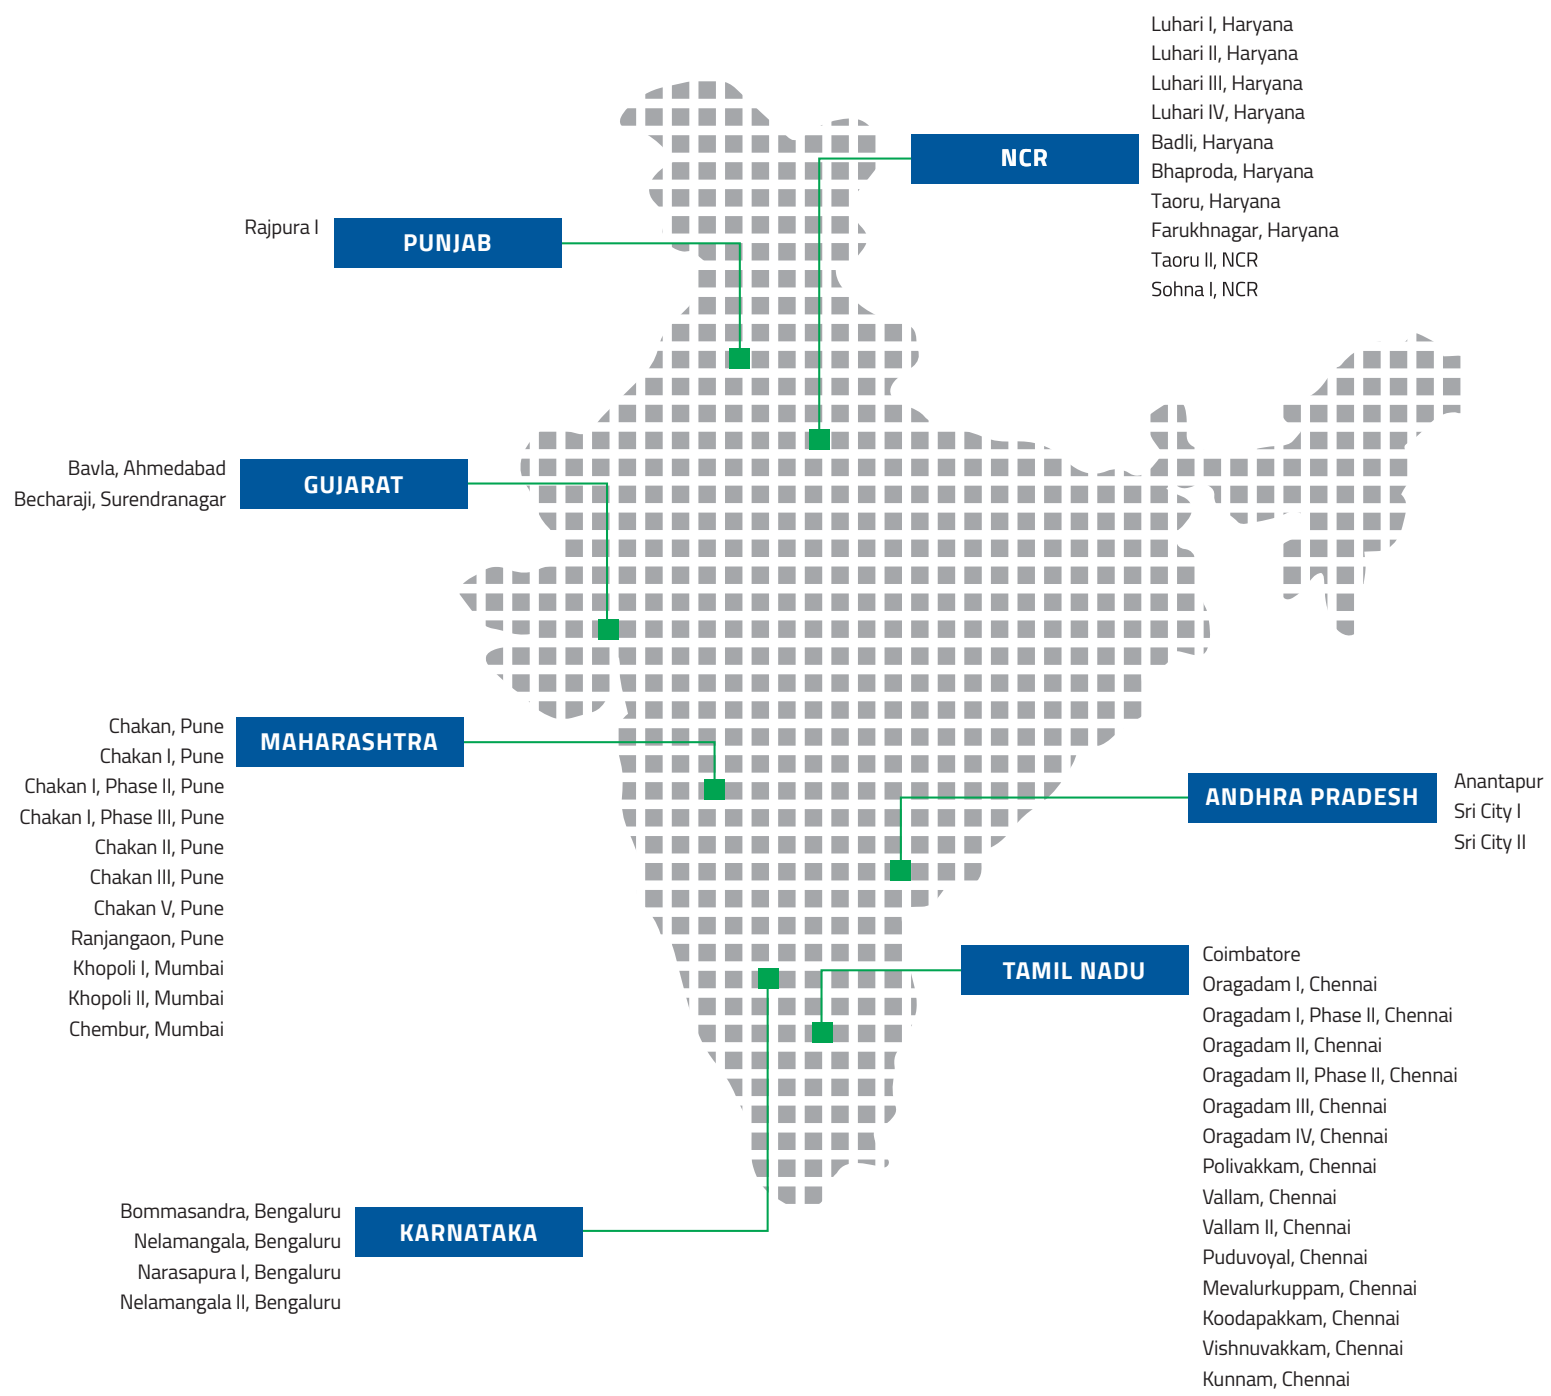 Luhari I, Haryana
Luhari II, Haryana
Luhari III, Haryana
Luhari IV, Haryana
Badli, Haryana
Bhaproda, Haryana
Taoru, Haryana
Farukhnagar, Haryana
Taoru II, NCR
Sohna I, NCR
NCR
Rajpura I
PUNJAB
Bavla, Ahmedabad
Becharaji, Surendranagar
GUJARAT
Chakan, Pune
Chakan I, Pune
Chakan I, Phase II, Pune
Chakan I, Phase III, Pune
Chakan II, Pune
Chakan III, Pune
Chakan V, Pune
Ranjangaon, Pune
Khopoli I, Mumbai
Khopoli II, Mumbai
Chembur, Mumbai
MAHARASHTRA
ANDHRA PRADESH
Anantapur
Sri City I
Sri City II
TAMIL NADU
Coimbatore
Oragadam I, Chennai
Oragadam I, Phase II, Chennai
Oragadam II, Chennai
Oragadam II, Phase II, Chennai
Oragadam III, Chennai
Oragadam IV, Chennai
Polivakkam, Chennai
Vallam, Chennai
Vallam II, Chennai
Puduvoyal, Chennai
Mevalurkuppam, Chennai
Koodapakkam, Chennai
Vishnuvakkam, Chennai
Kunnam, Chennai
Bommasandra, Bengaluru
Nelamangala, Bengaluru
Narasapura I, Bengaluru
Nelamangala II, Bengaluru
KARNATAKA